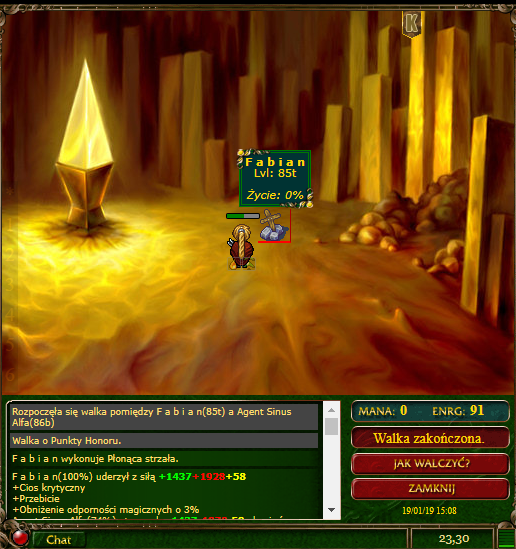 K
F a b i a n
Lvl: 85t
Życie: 0%
Rozpoczęła się walka pomiędzy F a b i a n(85t) a Agent Sinus
Alfa(86b)
Walka o Punkty Honoru.
F a b i a n wykonuje Płonąca strzała.
F a b i a n(100%) uderzył z siłą +1437+1928+58
+Cios krytyczny
+Przebicie
+Obniżenie odporności magicznych o 3%
MANA: 0 ENRG: 91
Walka zakończona.
JAK WALCZYĆ?
ZAMKNIJ
19/01/19 15:08
Chat
23,30